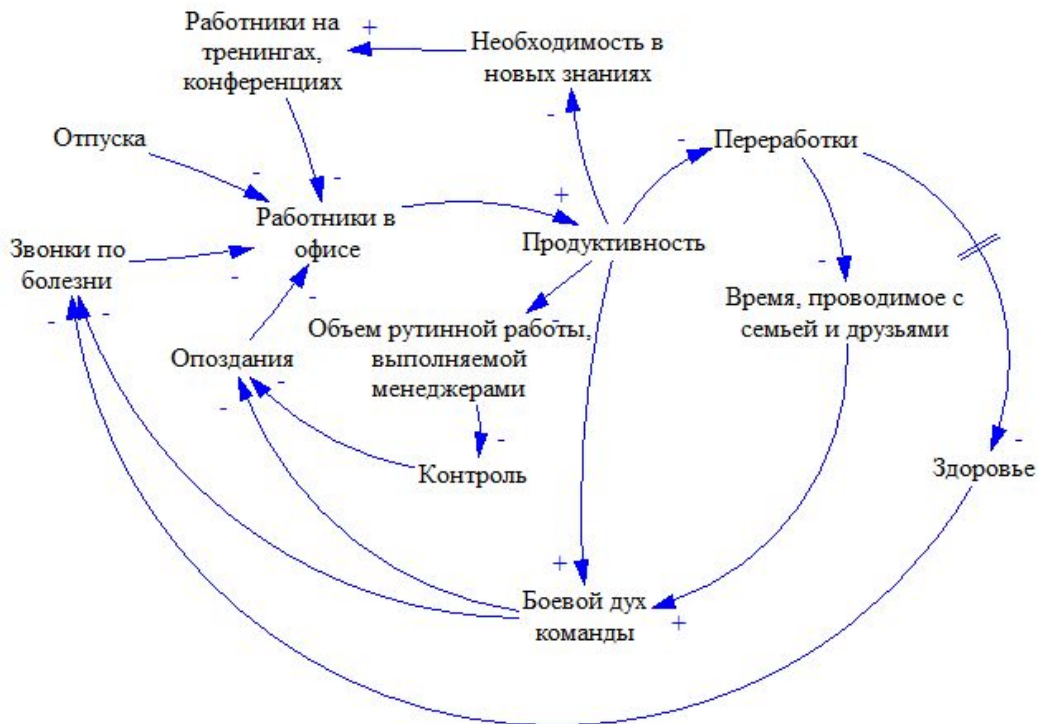 Работники на
тренингах,
конференциях
+
Необходимость в
новых знаниях
-
Отпуска
-
-
-
Переработки
Работники в
офисе
+
Продуктивность
Звонки по
болезни
-
-
-
-
-
Время, проводимое с
семьей и друзьями
Объем рутинной работы,
выполняемой
менеджерами
-
Опоздания
-
-
-
Контроль
-
Здоровье
+
Боевой дух
команды
+